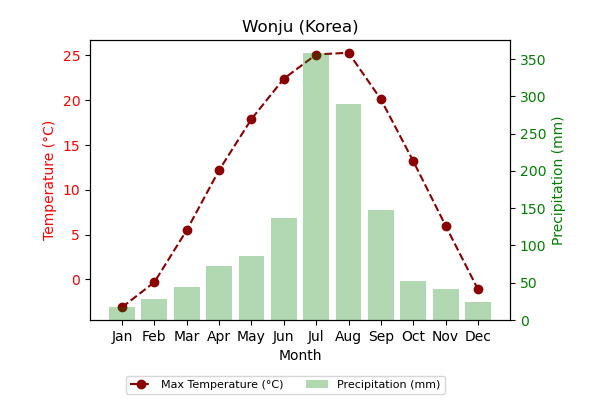 Wonju (Korea)
Temperature (°C)
25
20
15
10
5
0
350
300
250
200
150
100
50
0
Precipitation (mm)
Jan Feb Mar Apr May Jun Jul Aug Sep Oct Nov Dec
Month
Max Temperature (°C) Precipitation (mm)